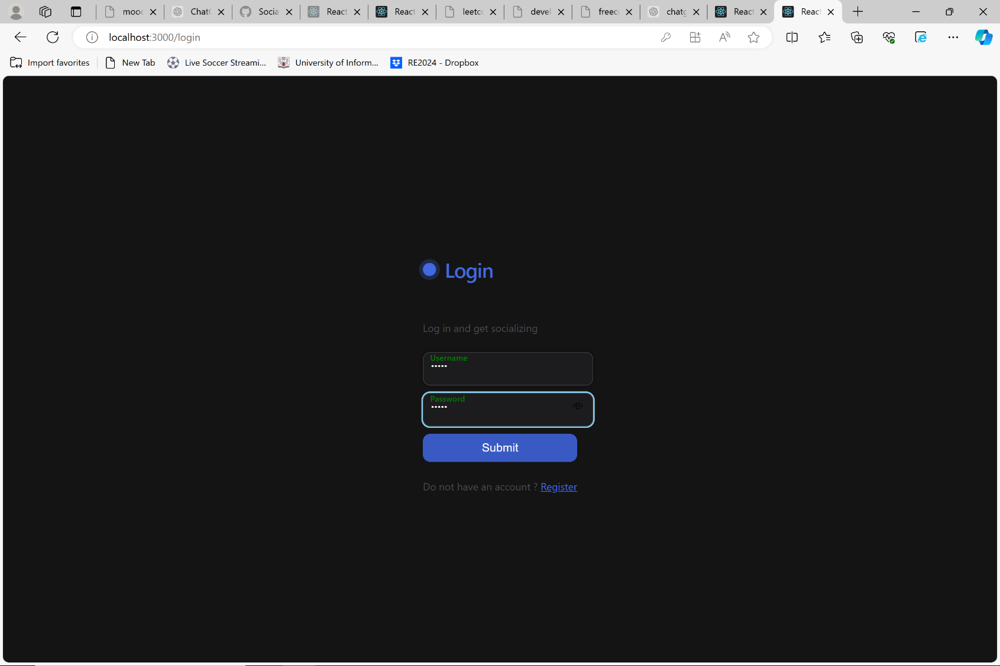 mooc ChatG Socia React React leetc devel freec chatg React React
localhost:3000/login
Import favorites New Tab Live Soccer Streami... University of Inform... RE2024 - Dropbox
Login
Log in and get socializing
Username
•••••
Password
•••••
Submit
Do not have an account ? Register